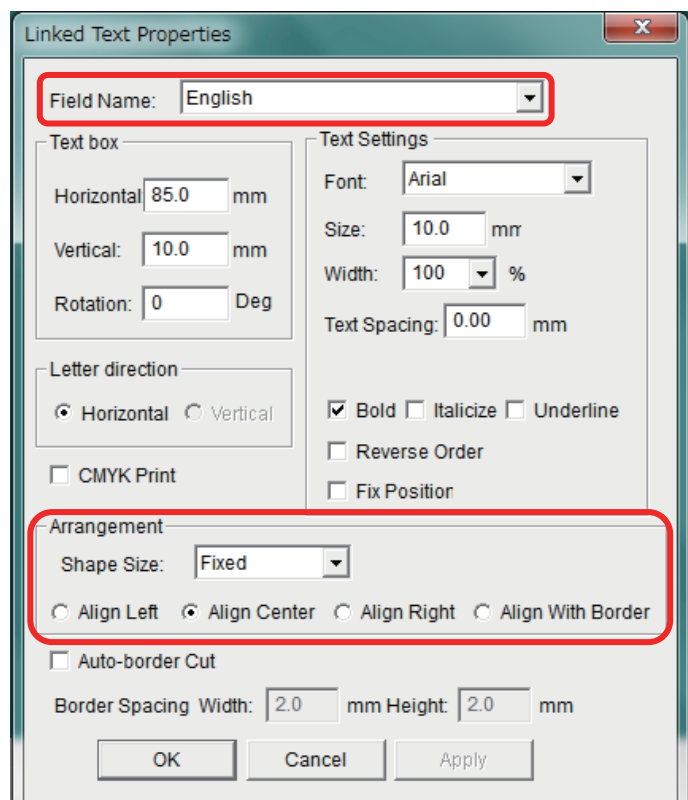 Linked Text Properties
Field Name: English
Text box
Horizontal 85.0 mm
Vertical: 10.0 mm
Rotation: 0 Deg
Text Settings
Font: Arial
Size: 10.0 mm
Width: 100 %
Text Spacing: 0.00 mm
Bold Italicize Underline
Reverse Order
Fix Position
Letter direction
Horizontal Vertical
CMYK Print
Arrangement
Shape Size: Fixed
Align Left Align Center Align Right Align With Border
Auto-border Cut
Border Spacing Width: 2.0 mm Height: 2.0 mm
OK Cancel Apply